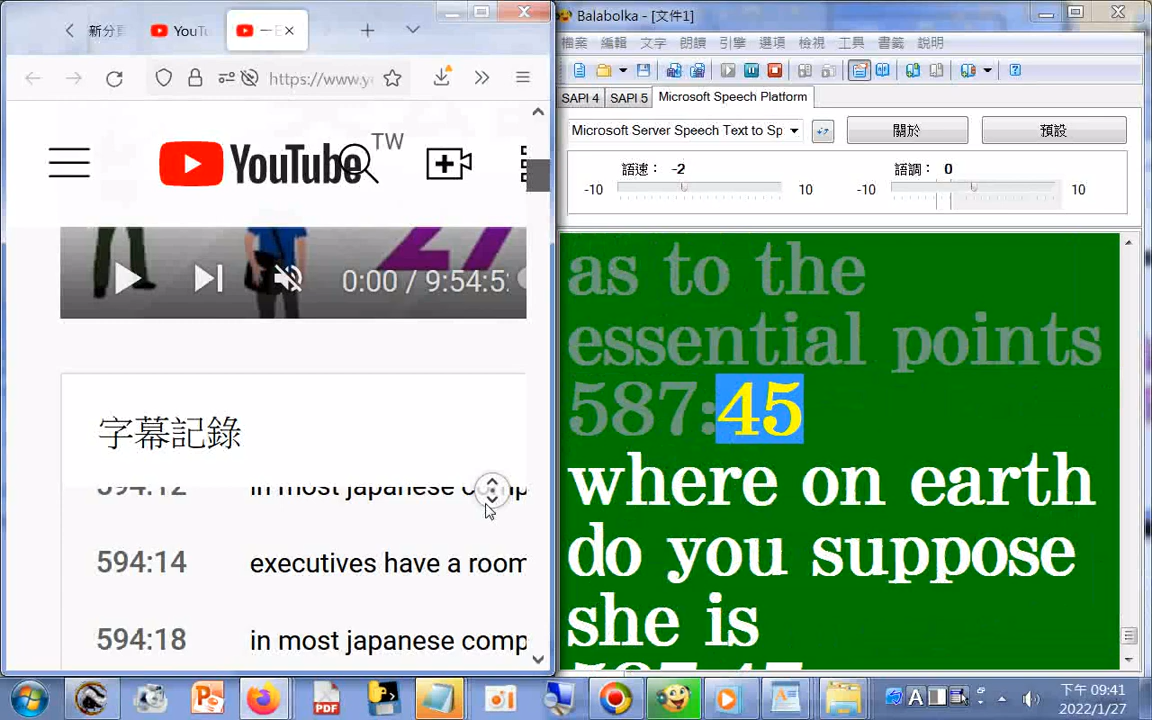 YouTu
https://www.y
YouTube
TW
0:00 / 9:54:5
字幕記錄
594:12
in most japanese comp
594:14
executives have a room
594:18
in most japanese comp
Balabolka - [文件1]
檔案 編輯 文字 朗讀 引擎 選項 檢視 工具 書籤 說明
SAPI 4 SAPI 5 Microsoft Speech Platform
Microsoft Server Speech Text to Sp
關於
預設
語速： -2
-10
10
語調： 0
-10
10
as to the
essential points
587:45
where on earth
do you suppose
she is
587:47
PDF
A
下午 09:41
2022/1/27